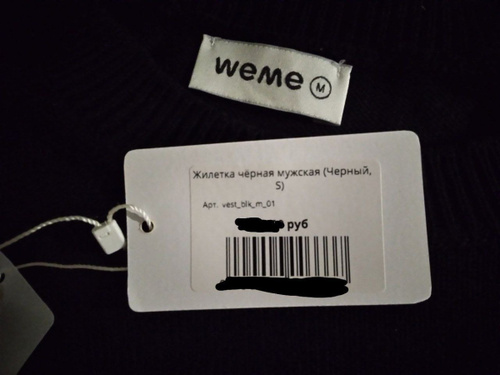 weme M
Жилетка чёрная мужская (Черный,
S)
Арт. vest_blk_m_01
руб